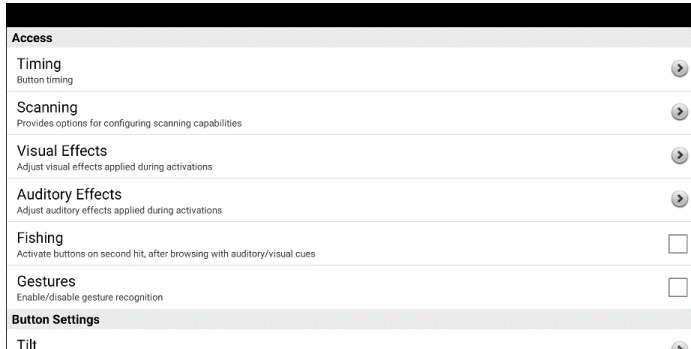 Access
Timing
Button timing
Scanning
Provides options for configuring scanning capabilities
Visual Effects
Adjust visual effects applied during activations
Auditory Effects
Adjust auditory effects applied during activations
Fishing
Activate buttons on second hit, after browsing with auditory/visual cues
Gestures
Enable/disable gesture recognition
Button Settings
Tilt